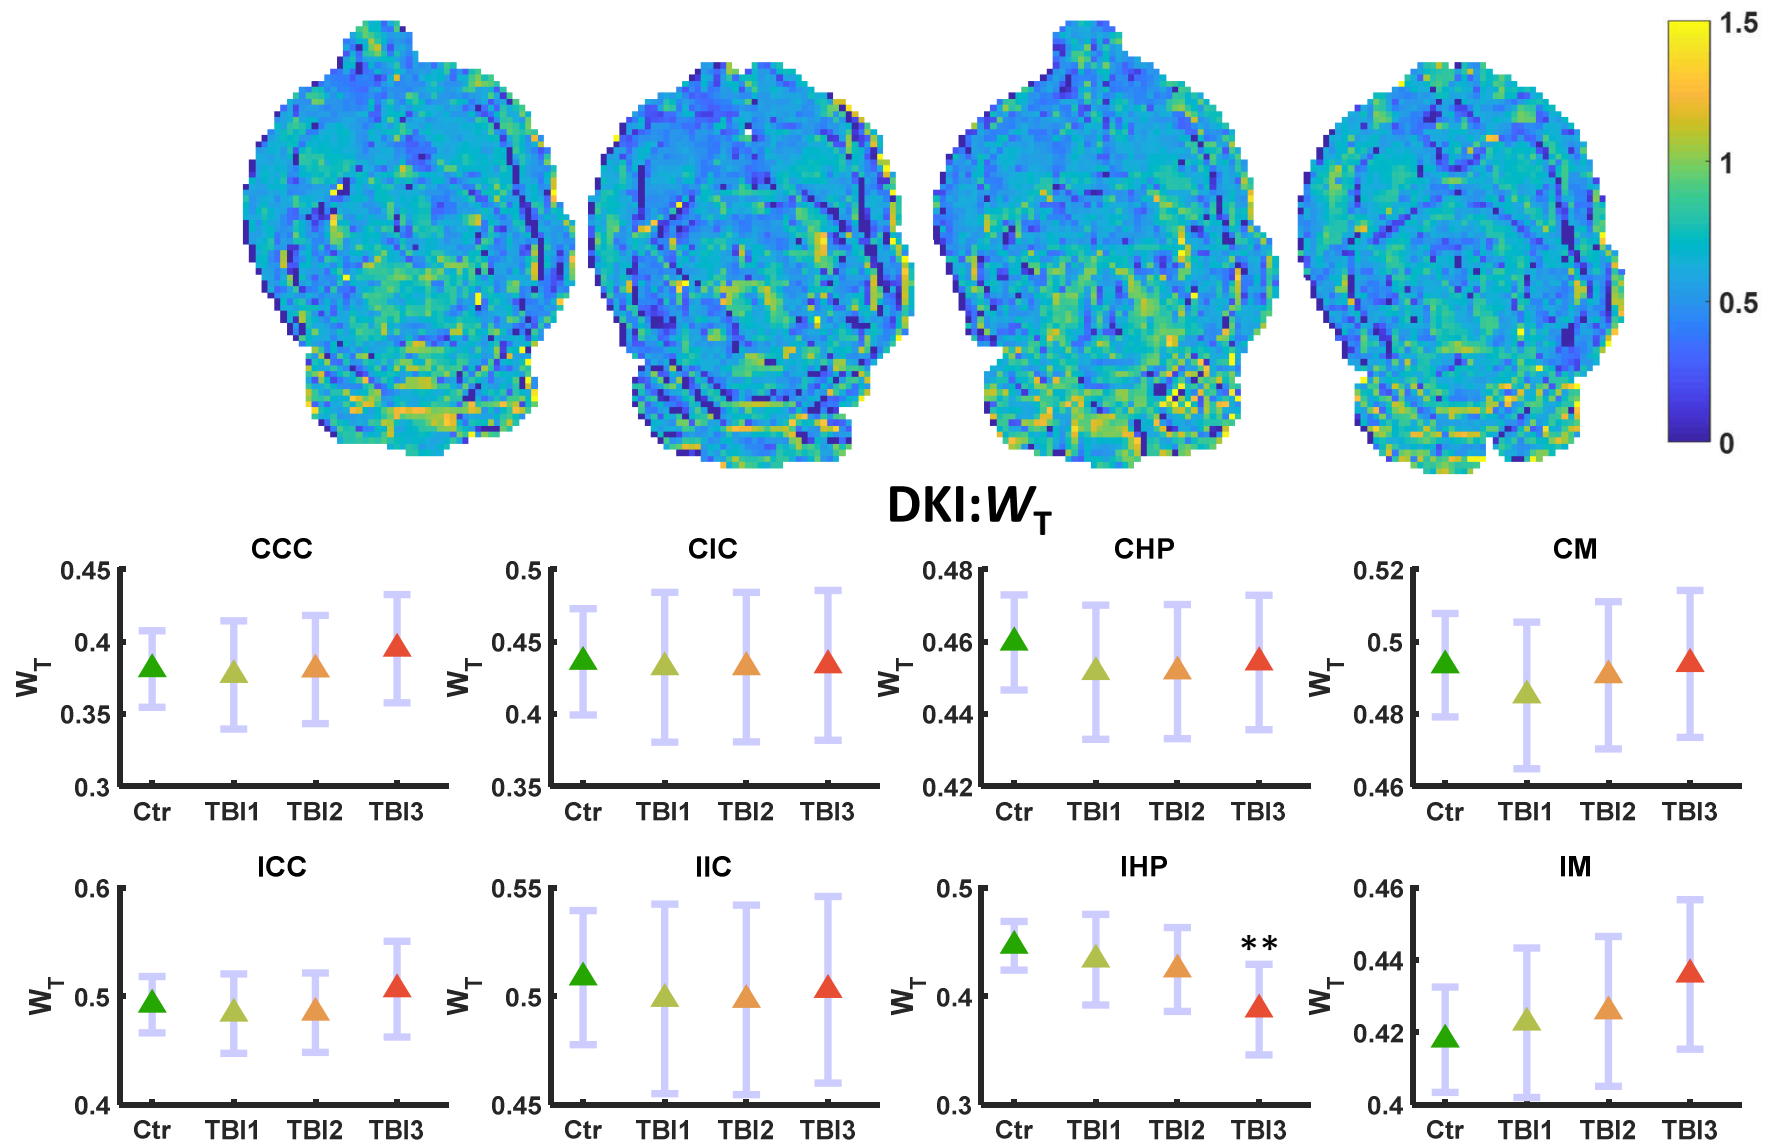 1.5
1
0.5
0
DKI:WT
CCC
0.45
0.4
0.35
0.3
WT
Ctr TBI1 TBI2 TBI3
CIC
0.5
0.45
0.4
0.35
WT
Ctr TBI1 TBI2 TBI3
CHP
0.48
0.46
0.44
0.42
WT
Ctr TBI1 TBI2 TBI3
CM
0.52
0.5
0.48
0.46
WT
Ctr TBI1 TBI2 TBI3
ICC
0.6
0.5
0.4
WT
Ctr TBI1 TBI2 TBI3
IIC
0.55
0.5
0.45
WT
Ctr TBI1 TBI2 TBI3
IHP
0.5
0.4
0.3
WT
**
Ctr TBI1 TBI2 TBI3
IM
0.46
0.44
0.42
0.4
WT
Ctr TBI1 TBI2 TBI3